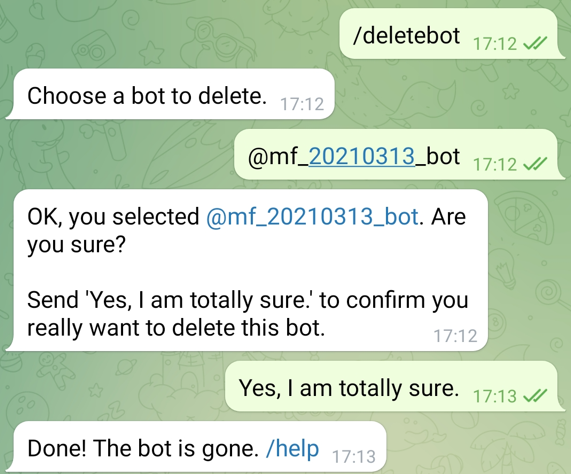 /deletebot 17:12
Choose a bot to delete. 17:12
@mf_20210313_bot 17:12
OK, you selected @mf_20210313_bot. Are
you sure?
Send 'Yes, I am totally sure.' to confirm you
really want to delete this bot. 17:12
Yes, I am totally sure. 17:13
Done! The bot is gone. /help 17:13